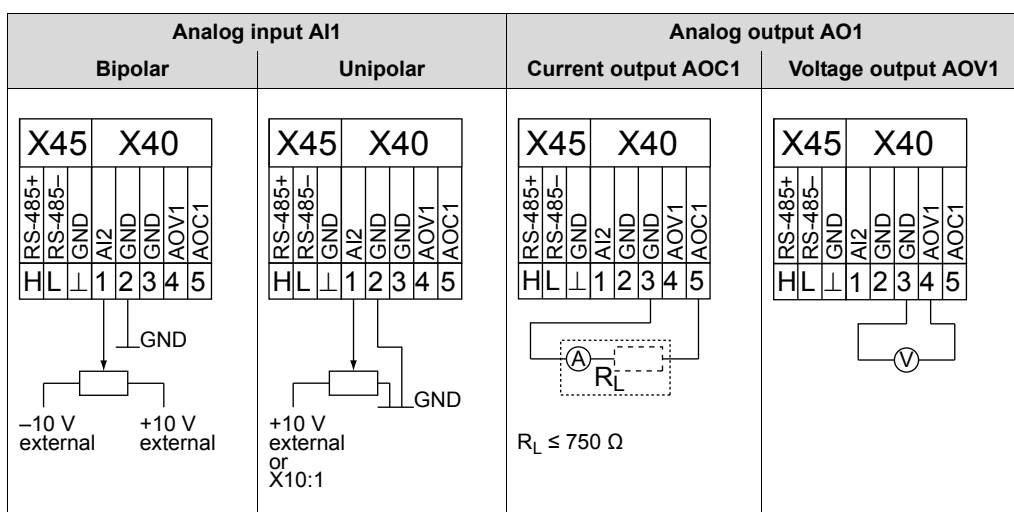 Analog input AI1
Analog output AO1
Bipolar
Unipolar
Current output AOC1
Voltage output AOV1
X45 X40
RS-485+ RS-485– GND AI2 GND GND AOV1 AOC1
H L ⊥ 1 2 3 4 5
GND
–10 V external
+10 V external
X45 X40
RS-485+ RS-485– GND AI2 GND GND AOV1 AOC1
H L ⊥ 1 2 3 4 5
GND
+10 V
external
or
X10:1
X45 X40
RS-485+ RS-485– GND AI2 GND GND AOV1 AOC1
H L ⊥ 1 2 3 4 5
A
RL
RL ≤ 750 Ω
X45 X40
RS-485+ RS-485– GND AI2 GND GND AOV1 AOC1
H L ⊥ 1 2 3 4 5
V